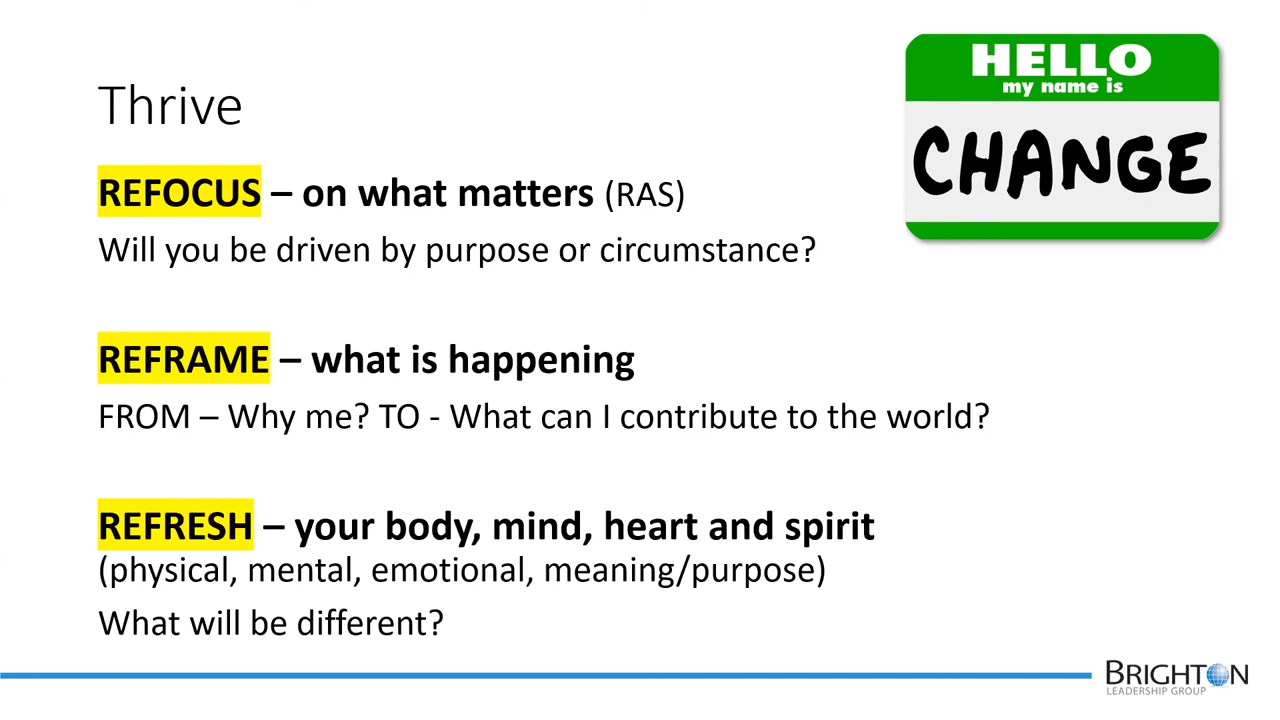 Thrive
HELLO
my name is
CHANGE
REFOCUS – on what matters (RAS)
Will you be driven by purpose or circumstance?
REFRAME – what is happening
FROM – Why me? TO - What can I contribute to the world?
REFRESH – your body, mind, heart and spirit
(physical, mental, emotional, meaning/purpose)
What will be different?
BRIGHTON
LEADERSHIP GROUP